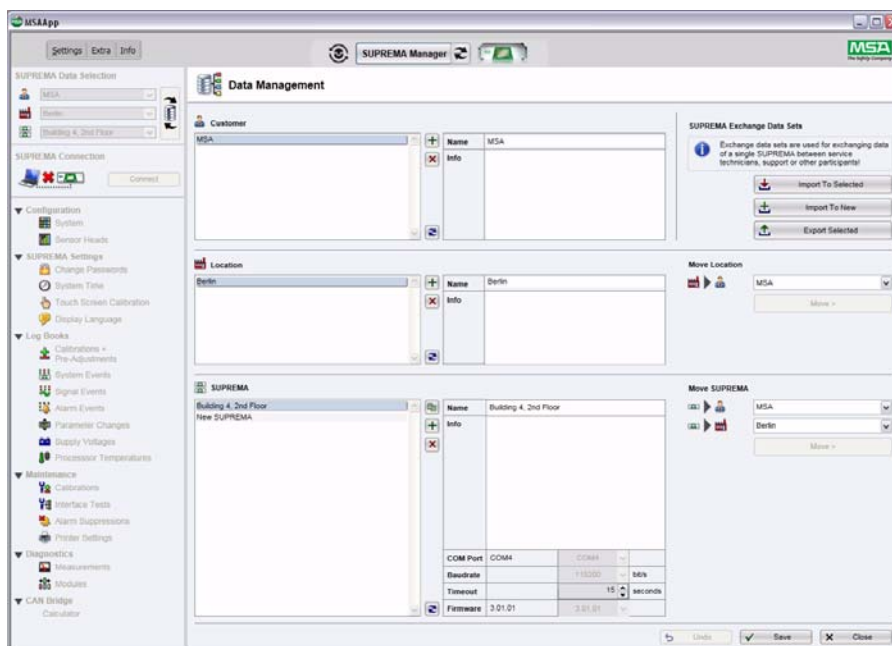 MSAApp
Settings Extra Info
SUPREMA Manager
MSA
The Safety Company
SUPREMA Data Selection
MSA
Berlin
Building 4, 2nd Floor
SUPREMA Connection
Connect
Configuration
System
Sensor Heads
SUPREMA Settings
Change Passwords
System Time
Touch Screen Calibration
Display Language
Log Books
Calibrations +
Pre-Adjustments
System Events
Signal Events
Alarm Events
Parameter Changes
Supply Voltages
Processor Temperatures
Maintenance
Calibrations
Interface Tests
Alarm Suppressions
Printer Settings
Diagnostics
Measurements
Modules
CAN Bridge
Calculator
Data Management
Customer
MSA
Name MSA
Info
SUPREMA Exchange Data Sets
Exchange data sets are used for exchanging data
of a single SUPREMA between service
technicians, support or other participants!
Import To Selected
Import To New
Export Selected
Location
Berlin
Name Berlin
Info
Move Location
MSA
Move >
SUPREMA
Building 4, 2nd Floor
New SUPREMA
Name Building 4, 2nd Floor
Info
COM Port COM4 COM4
Baudrate 115200 bit/s
Timeout 15 seconds
Firmware 3.01.01 3.01.01
Move SUPREMA
MSA
Berlin
Move >
Undo Save Close